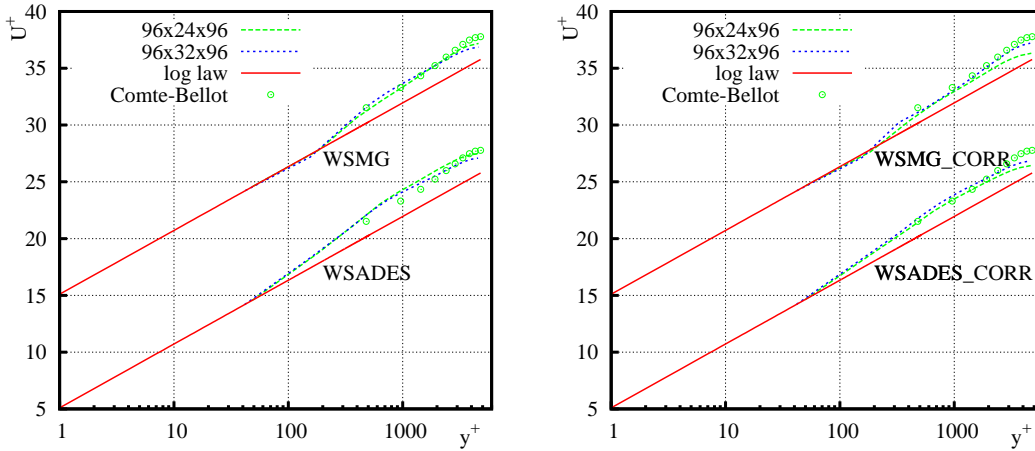 U+
40
35
30
25
20
15
10
5
96x24x96
96x32x96
log law
Comte-Bellot
WSMG
WSADES
1
10
100
1000
y+
U+
40
35
30
25
20
15
10
5
96x24x96
96x32x96
log law
Comte-Bellot
WSMG_CORR
WSADES_CORR
1
10
100
1000
y+